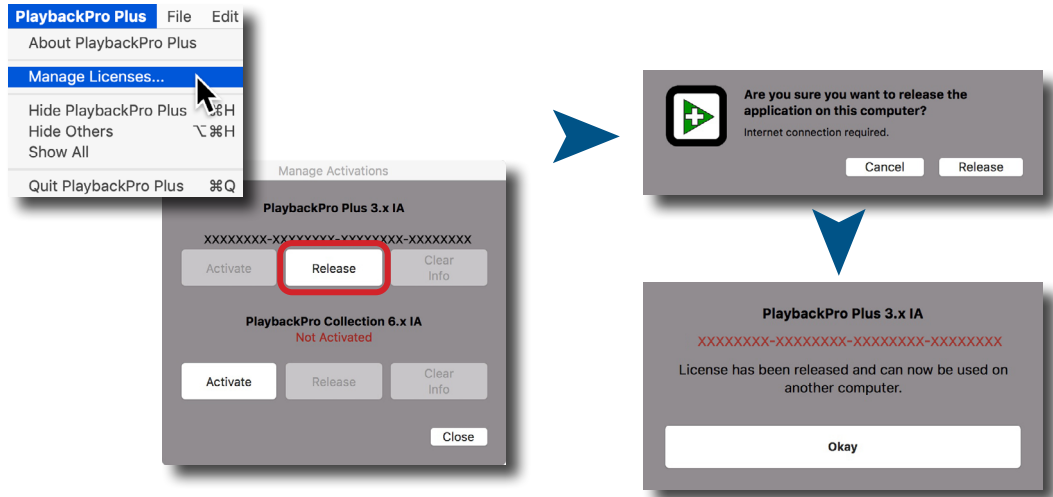 PlaybackPro Plus File Edit
About PlaybackPro Plus
Manage Licenses...
Hide PlaybackPro Plus ⌘H
Hide Others ⌥⌘H
Show All
Quit PlaybackPro Plus ⌘Q
Manage Activations
PlaybackPro Plus 3.x IA
XXXXXXXX-XXXXXXXX-XXXXXXXX-XXXXXXXX
Activate Release Clear
Info
PlaybackPro Collection 6.x IA
Not Activated
Activate Release Clear
Info
Close
Are you sure you want to release the
application on this computer?
Internet connection required.
Cancel Release
PlaybackPro Plus 3.x IA
XXXXXXXX-XXXXXXXX-XXXXXXXX-XXXXXXXX
License has been released and can now be used on
another computer.
Okay